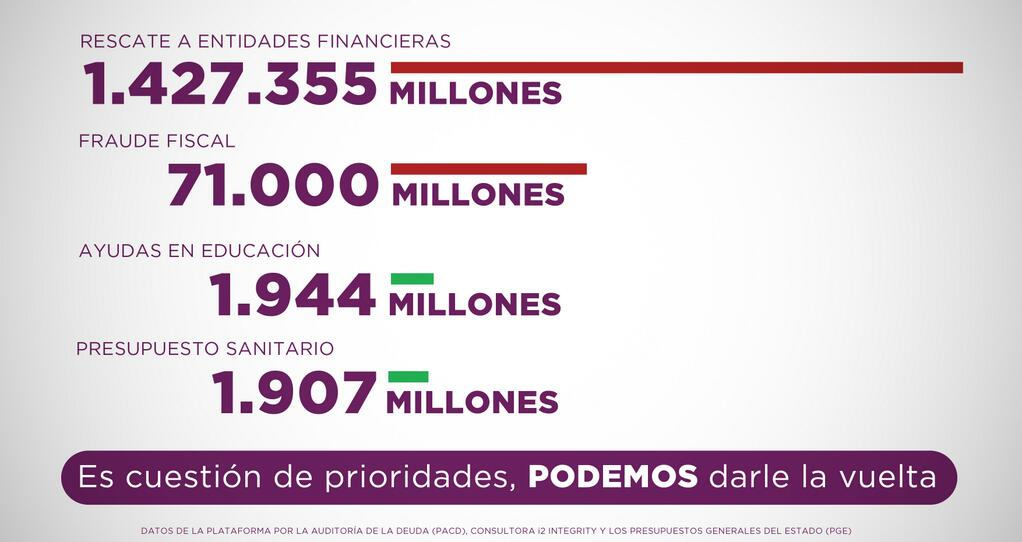 RESCATE A ENTIDADES FINANCIERAS
1.427.355 MILLONES
FRAUDE FISCAL
71.000 MILLONES
AYUDAS EN EDUCACIÓN
1.944 MILLONES
PRESUPUESTO SANITARIO
1.907 MILLONES
Es cuestión de prioridades, PODEMOS darle la vuelta
DATOS DE LA PLATAFORMA POR LA AUDITORÍA DE LA DEUDA (PACD), CONSULTORA i2 INTEGRITY Y LOS PRESUPUESTOS GENERALES DEL ESTADO (PGE)